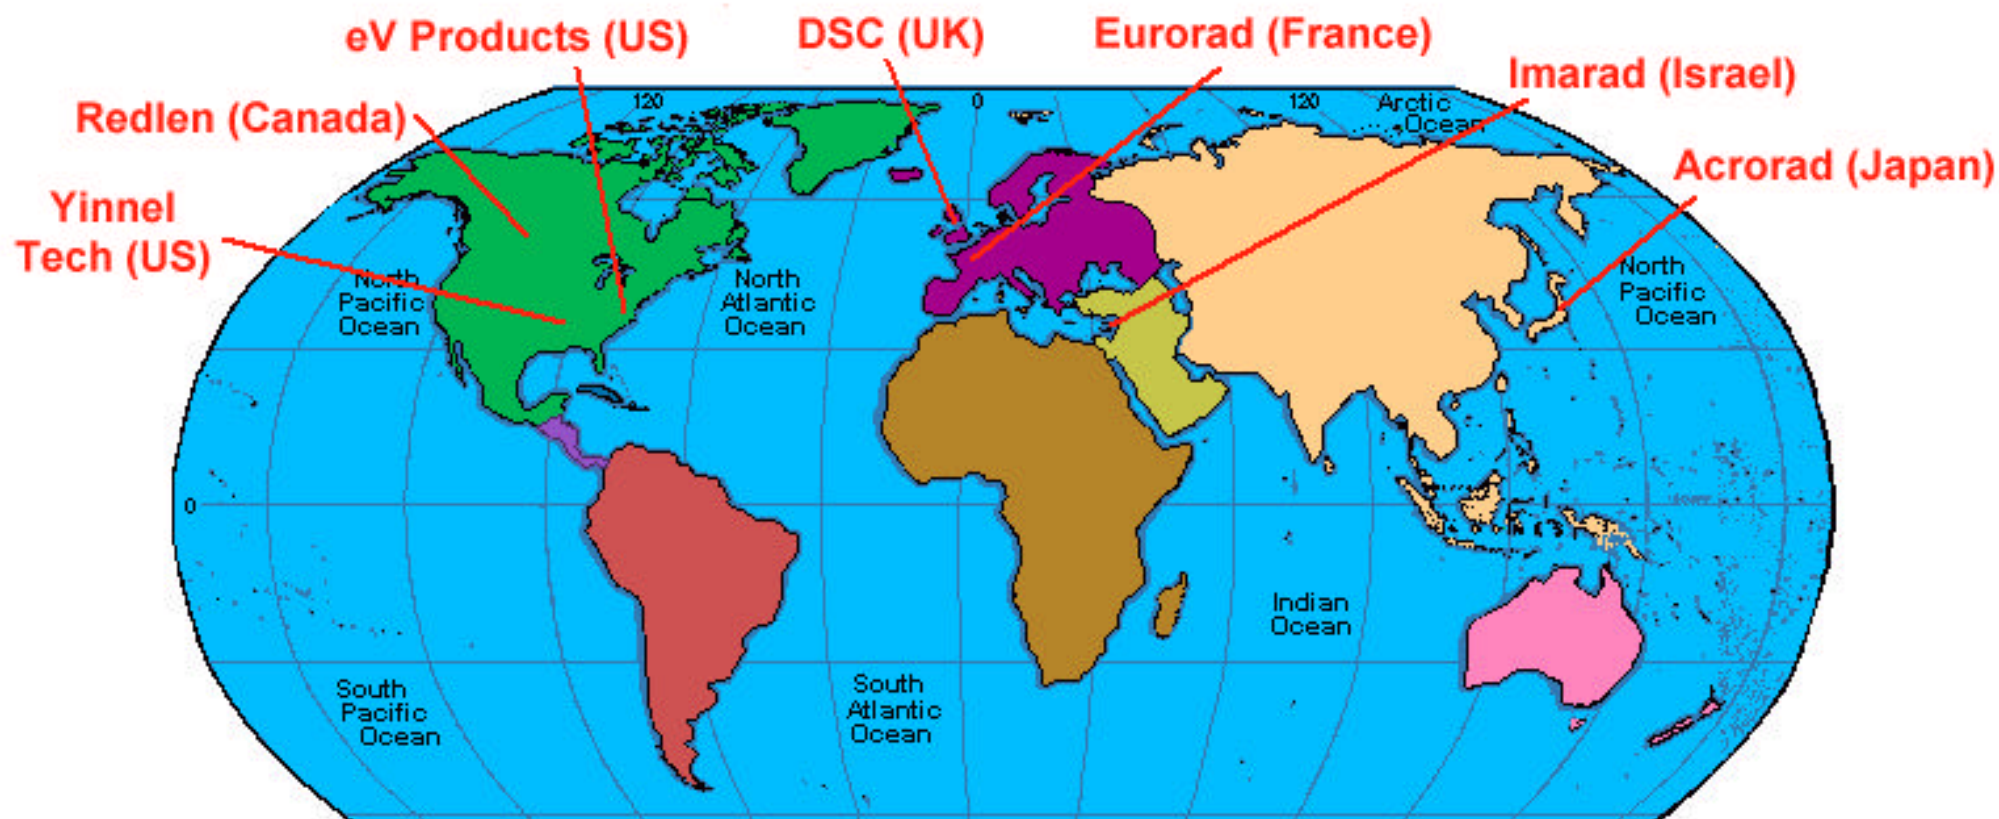 eV Products (US)
DSC (UK)
Eurorad (France)
Imarad (Israel)
Redlen (Canada)
Acrorad (Japan)
Yinnel
Tech (US)
120
0
120
Arctic
Ocean
North
Pacific
Ocean
North
Atlantic
Ocean
North
Pacific
Ocean
0
Indian
Ocean
South
Pacific
Ocean
South
Atlantic
Ocean